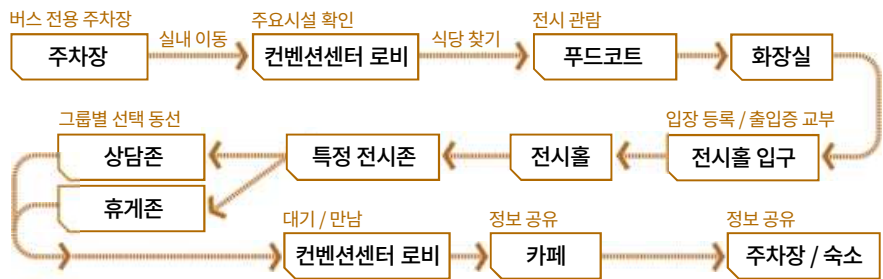 버스 전용 주차장
주차장
실내 이동
주요시설 확인
컨벤션센터 로비
식당 찾기
전시 관람
푸드코트
화장실
입장 등록 / 출입증 교부
전시홀 입구
전시홀
특정 전시존
그룹별 선택 동선
상담존
휴게존
대기 / 만남
컨벤션센터 로비
정보 공유
카페
정보 공유
주차장 / 숙소